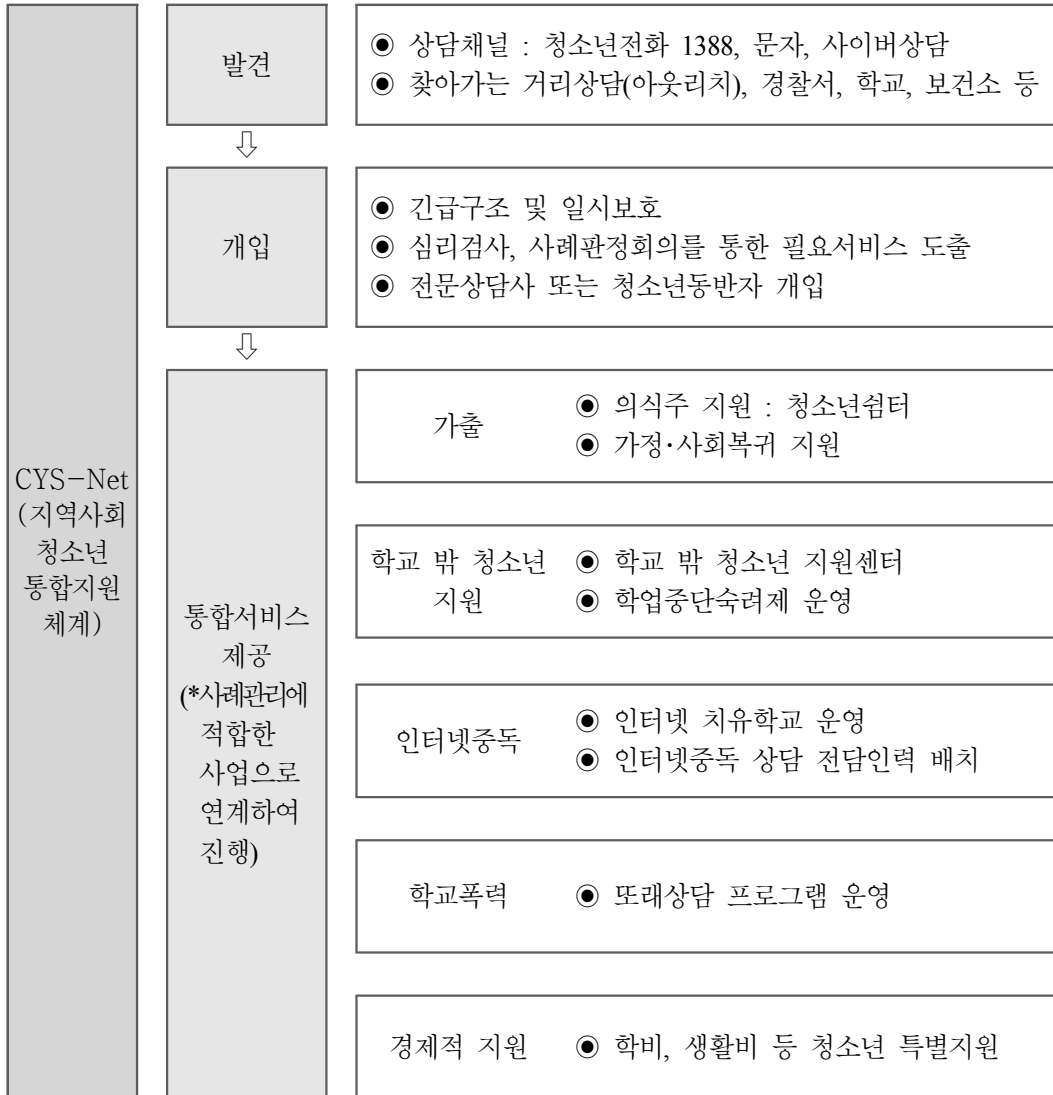 CYS-Net
(지역사회
청소년
통합지원
체계)
발견
◉ 상담채널 : 청소년전화 1388, 문자, 사이버상담
◉ 찾아가는 거리상담(아웃리치), 경찰서, 학교, 보건소 등
⇩
개입
◉ 긴급구조 및 일시보호
◉ 심리검사, 사례판정회의를 통한 필요서비스 도출
◉ 전문상담사 또는 청소년동반자 개입
⇩
통합서비스
제공
(*사례관리에
적합한
사업으로
연계하여
진행)
가출
◉ 의식주 지원 : 청소년쉼터
◉ 가정·사회복귀 지원
학교 밖 청소년
지원
◉ 학교 밖 청소년 지원센터
◉ 학업중단숙려제 운영
인터넷중독
◉ 인터넷 치유학교 운영
◉ 인터넷중독 상담 전담인력 배치
학교폭력
◉ 또래상담 프로그램 운영
경제적 지원
◉ 학비, 생활비 등 청소년 특별지원